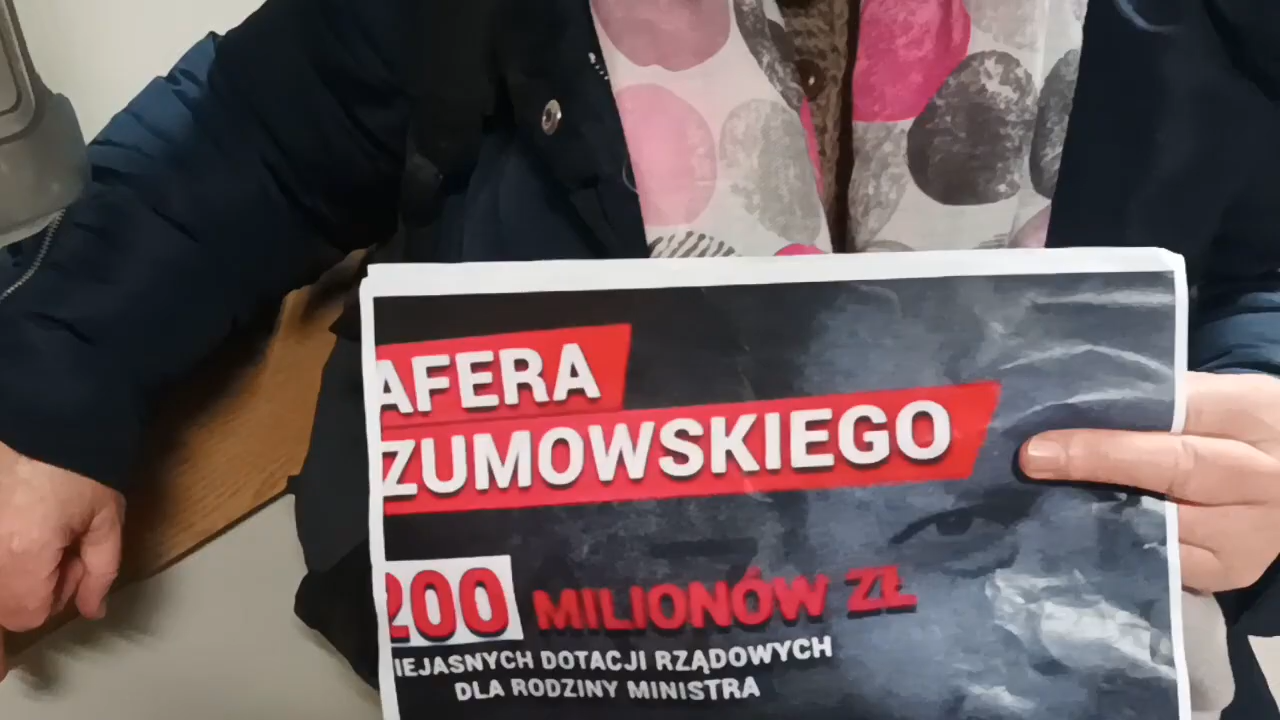 AFERA
ZUMOWSKIEGO
200 MILIONÓW ZŁ
IEJASNYCH DOTACJI RZĄDOWYCH
DLA RODZINY MINISTRA